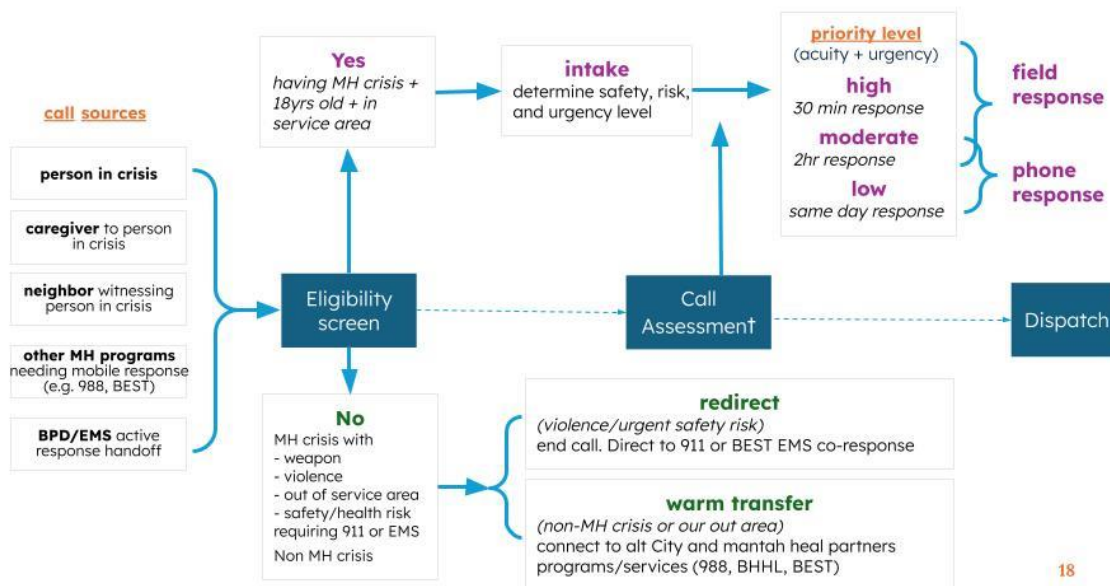 call sources
person in crisis
caregiver to person
in crisis
neighbor witnessing
person in crisis
other MH programs
needing mobile response
(e.g. 988, BEST)
BPD/EMS active
response handoff
Eligibility
screen
Yes
having MH crisis +
18yrs old + in
service area
intake
determine safety, risk,
and urgency level
priority level
(acuity + urgency)
high
30 min response
moderate
2hr response
low
same day response
field
response
phone
response
Call
Assessment
Dispatch
No
MH crisis with
- weapon
- violence
- out of service area
- safety/health risk
requiring 911 or EMS
Non MH crisis
redirect
(violence/urgent safety risk)
end call. Direct to 911 or BEST EMS co-response
warm transfer
(non-MH crisis or our out area)
connect to alt City and mantah heal partners
programs/services (988, BHHL, BEST)
18